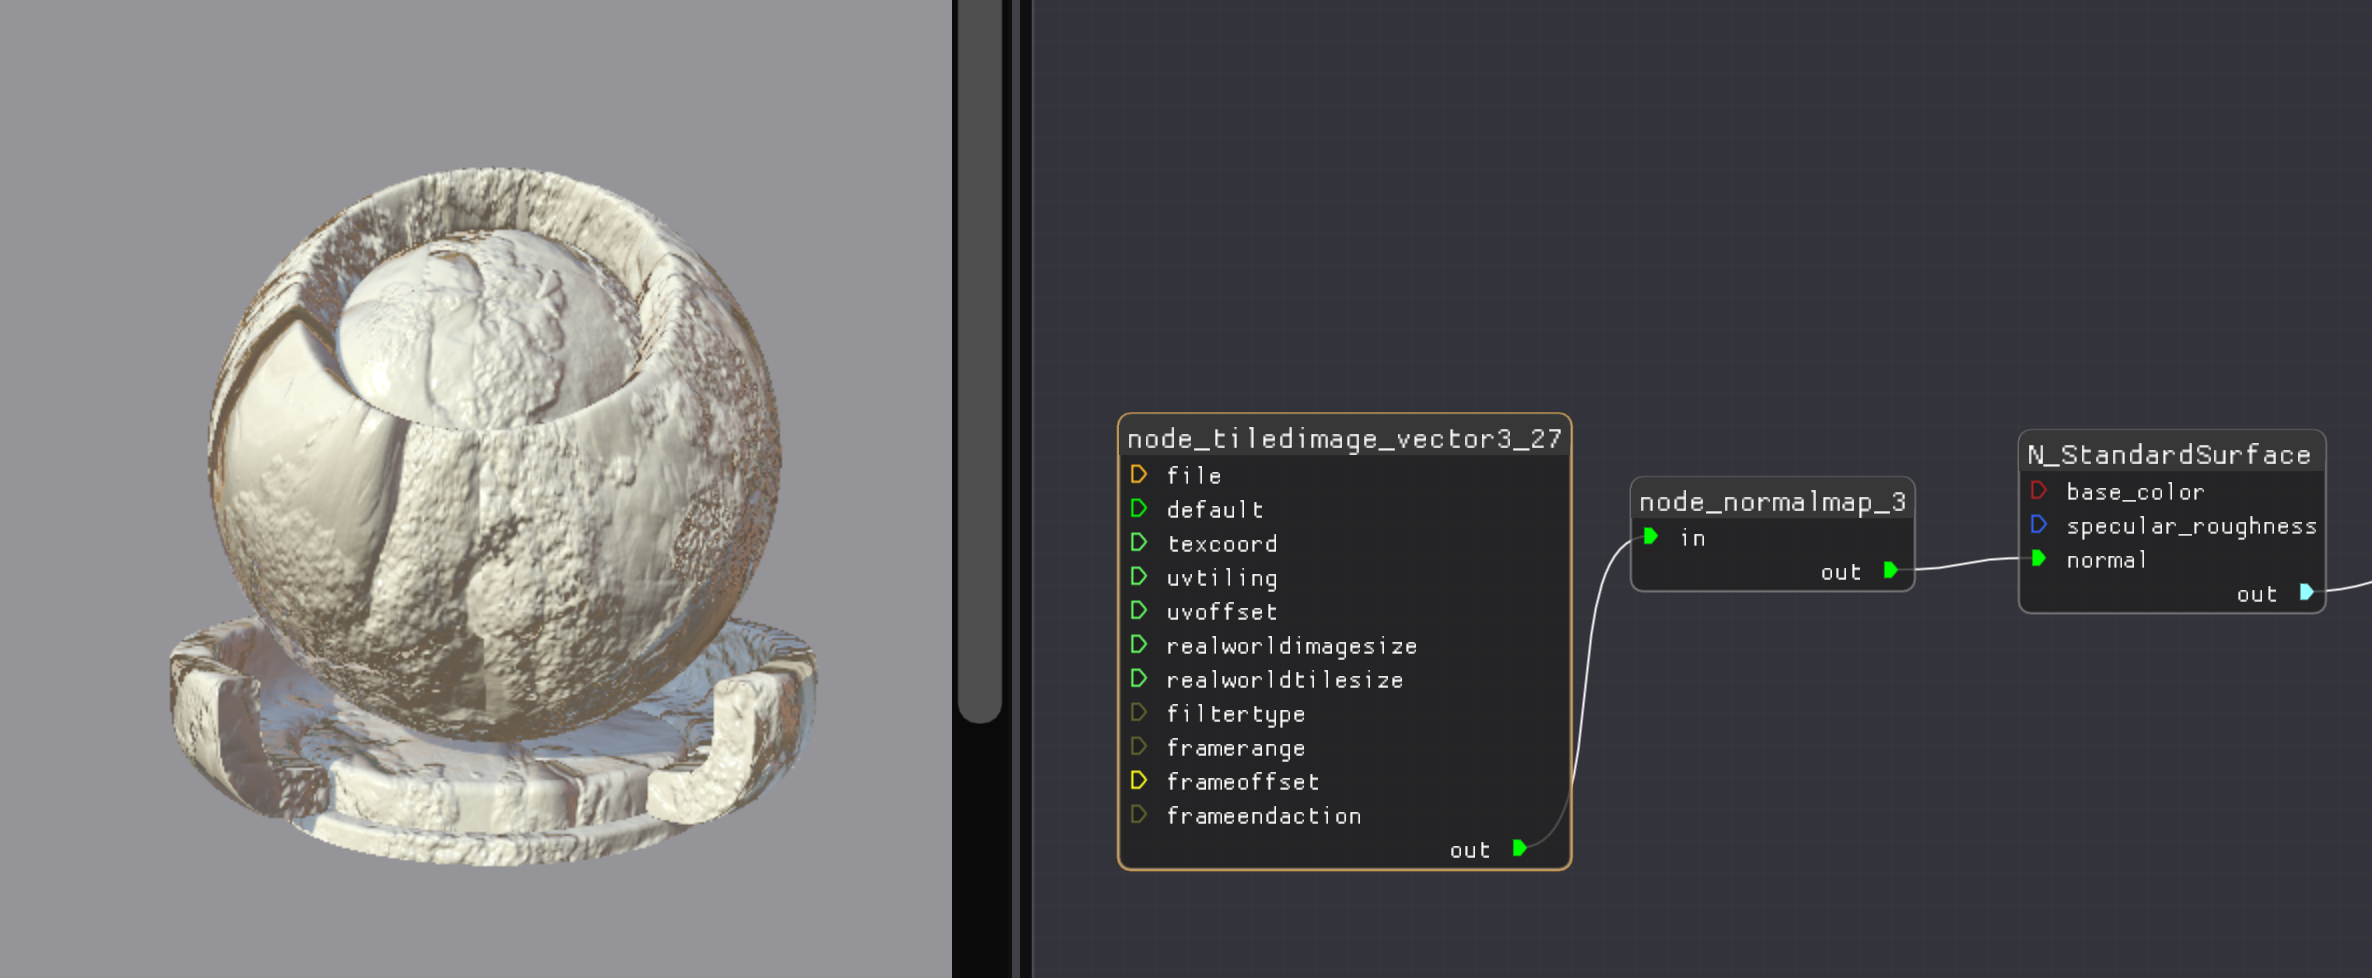 node_tiledimage_vector3_27
file
default
texcoord
uvtiling
uvoffset
realworldimagesize
realworldtilesize
filtertype
framerange
frameoffset
frameendaction
out
node_normalmap_3
in
out
N_StandardSurface
base_color
specular_roughness
normal
out